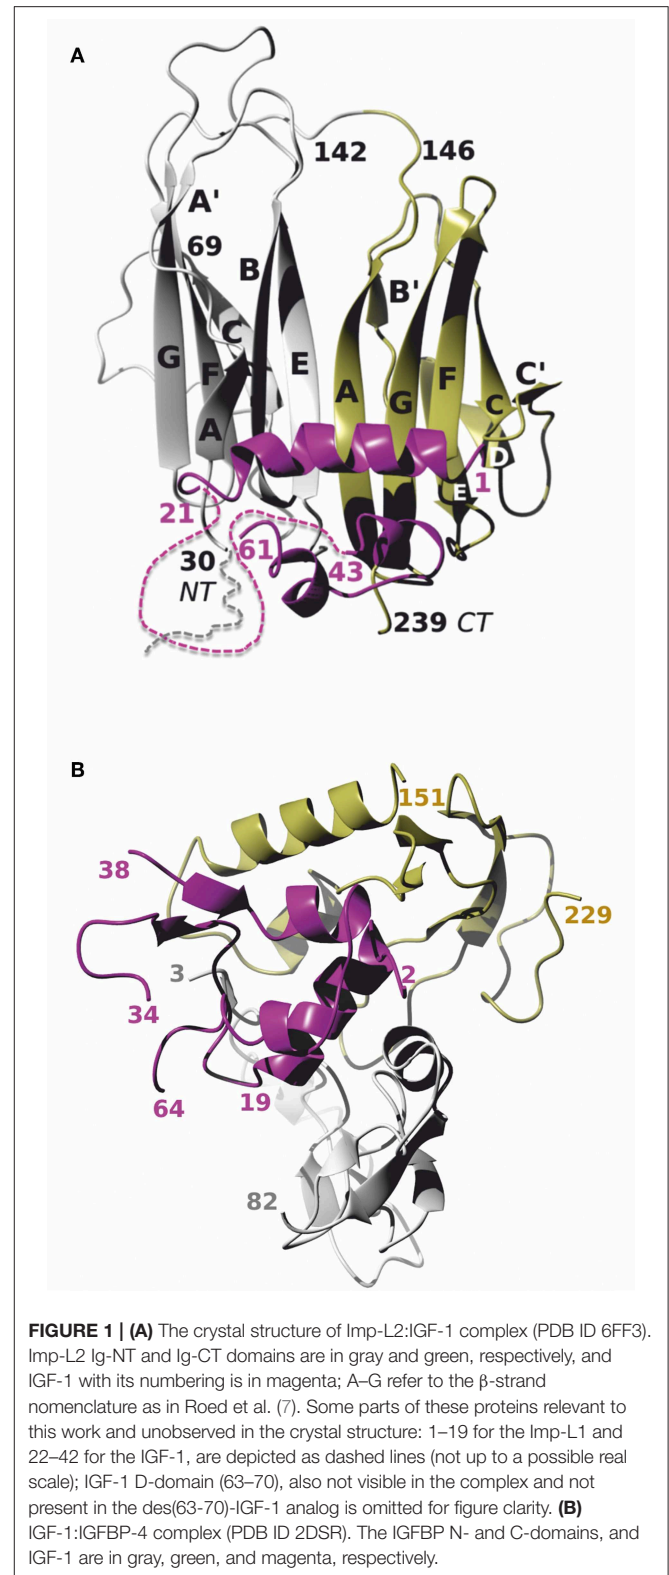 A
142
146
A'
69
B
B'
C
G
F
E
A
A
G
F
C
C'
D
E
1
21
61
43
30
NT
239 CT
B
151
38
229
3
2
34
64
19
82
FIGURE 1 | (A) The crystal structure of Imp-L2:IGF-1 complex (PDB ID 6FF3).
Imp-L2 Ig-NT and Ig-CT domains are in gray and green, respectively, and
IGF-1 with its numbering is in magenta; A–G refer to the β-strand
nomenclature as in Roed et al. (7). Some parts of these proteins relevant to
this work and unobserved in the crystal structure: 1–19 for the Imp-L1 and
22–42 for the IGF-1, are depicted as dashed lines (not up to a possible real
scale); IGF-1 D-domain (63–70), also not visible in the complex and not
present in the des(63-70)-IGF-1 analog is omitted for figure clarity. (B)
IGF-1:IGFBP-4 complex (PDB ID 2DSR). The IGFBP N- and C-domains, and
IGF-1 are in gray, green, and magenta, respectively.